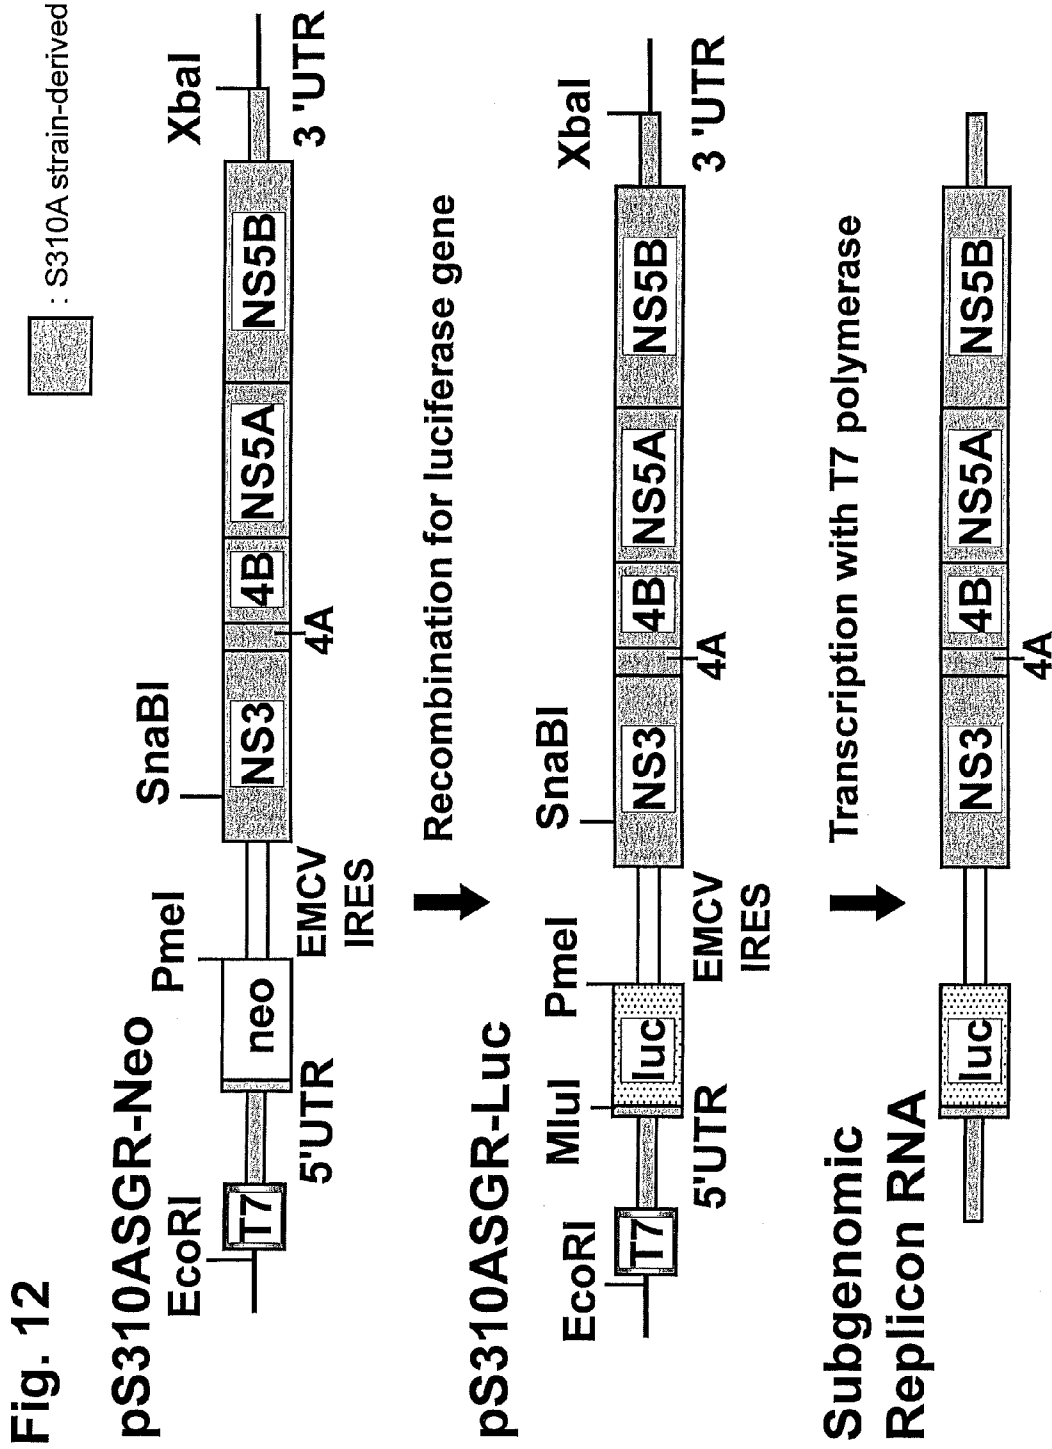 Fig. 12
: S310A strain-derived
pS310ASGR-Neo
EcoRI
PmeI
SnaBI
XbaI
T7
neo
NS3
4B
NS5A
NS5B
5'UTR
EMCV
IRES
4A
3 'UTR
Recombination for luciferase gene
pS310ASGR-Luc
EcoRI
MluI
PmeI
SnaBI
XbaI
T7
luc
NS3
4B
NS5A
NS5B
5'UTR
EMCV
IRES
4A
3 'UTR
Transcription with T7 polymerase
Subgenomic
Replicon RNA
luc
NS3
4B
NS5A
NS5B
4A